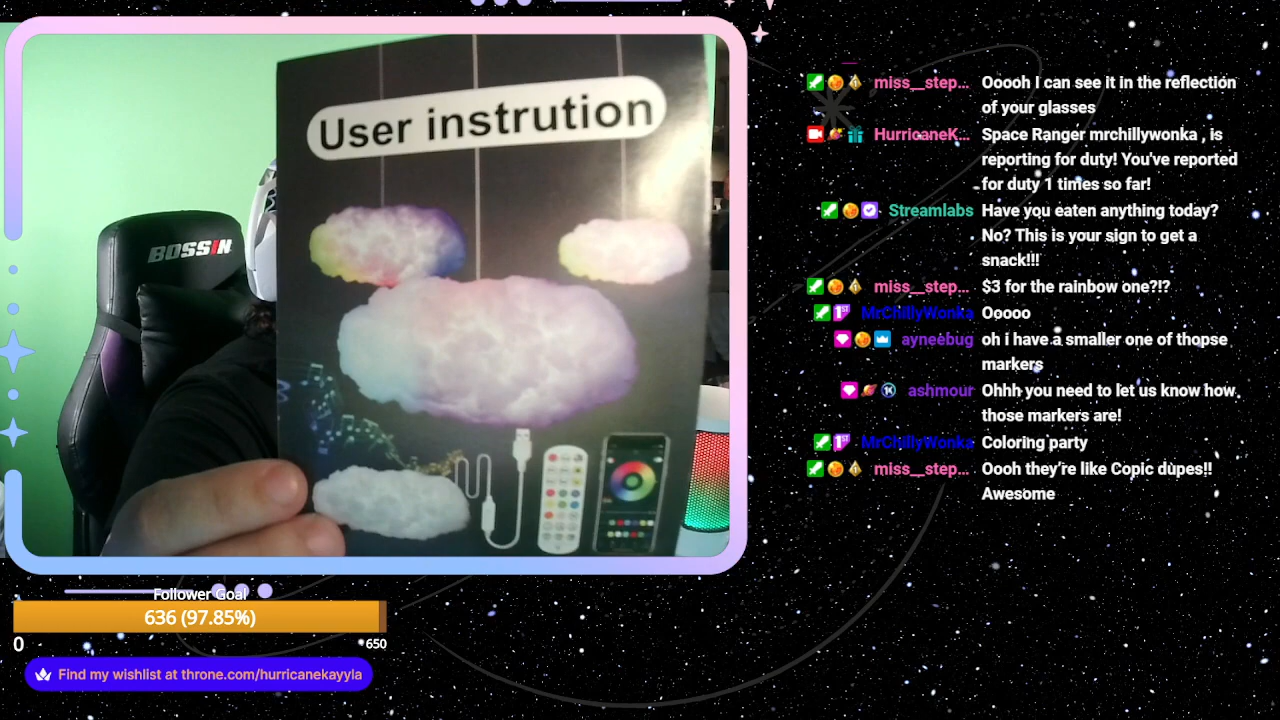 User instrution
BOSSIN
miss__step... Ooooh I can see it in the reflection
of your glasses
HurricaneK... Space Ranger mrchillywonka , is
reporting for duty! You've reported
for duty 1 times so far!
Streamlabs Have you eaten anything today?
No? This is your sign to get a
snack!!!
miss__step... $3 for the rainbow one?!?
MrChillyWonka Ooooo
ayneebug oh i have a smaller one of thopse
markers
ashmour Ohhh you need to let us know how
those markers are!
MrChillyWonka Coloring party
miss__step... Oooh they're like Copic dupes!!
Awesome
Follower Goal
636 (97.85%)
0 650
Find my wishlist at throne.com/hurricanekayyla